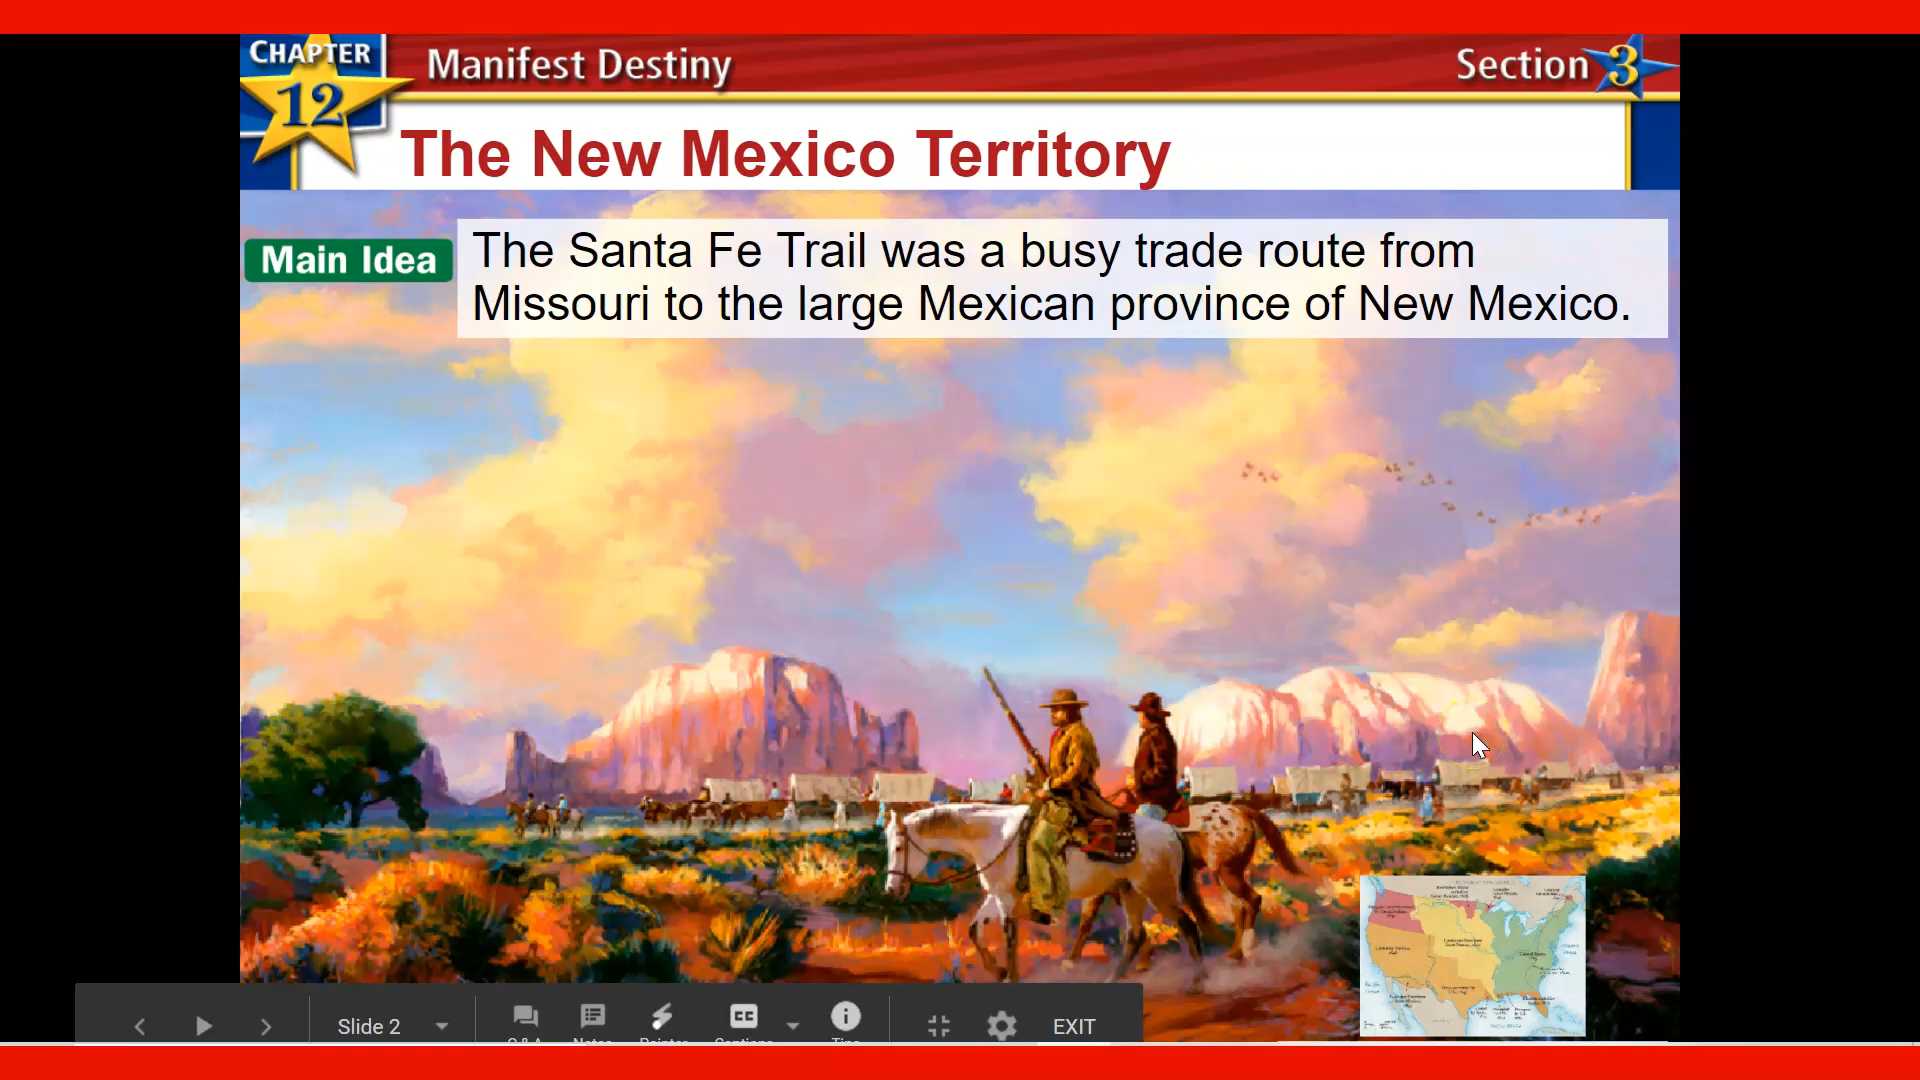 CHAPTER
12
Manifest Destiny
Section 3
The New Mexico Territory
Main Idea
The Santa Fe Trail was a busy trade route from
Missouri to the large Mexican province of New Mexico.
Slide 2
EXIT